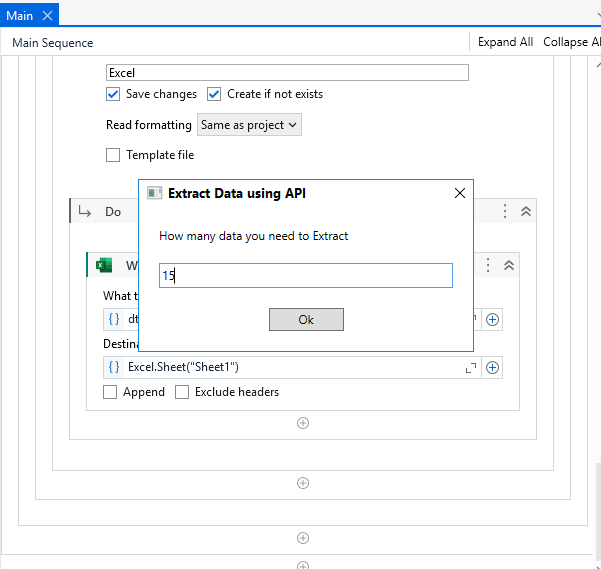 Main
Main Sequence
Expand All
Collapse Al
Excel
Save changes
Create if not exists
Read formatting
Same as project
Template file
Extract Data using API
Do
How many data you need to Extract
W
15
What t
{} dt
Ok
Destina
{} Excel.Sheet("Sheet1")
Append
Exclude headers